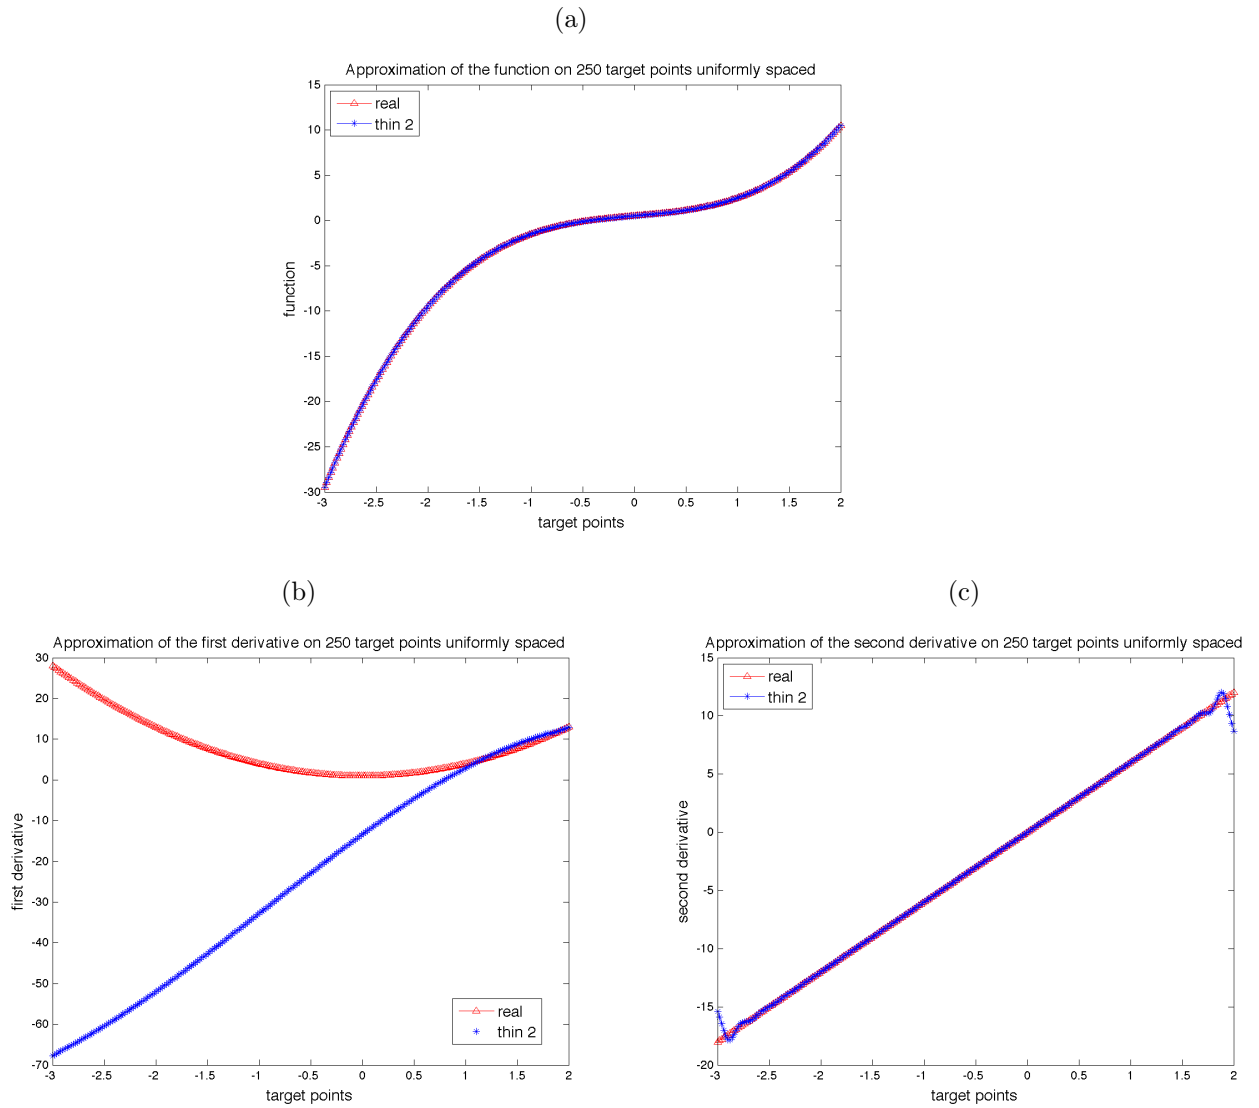 (a)
Approximation of the function on 250 target points uniformly spaced
real
thin 2
15
10
5
0
-5
-10
-15
-20
-25
-30
function
-3 -2.5 -2 -1.5 -1 -0.5 0 0.5 1 1.5 2
target points
(b)
Approximation of the first derivative on 250 target points uniformly spaced
30
20
10
0
-10
-20
-30
-40
-50
-60
-70
first derivative
real
thin 2
-3 -2.5 -2 -1.5 -1 -0.5 0 0.5 1 1.5 2
target points
(c)
Approximation of the second derivative on 250 target points uniformly spaced
real
thin 2
15
10
5
0
-5
-10
-15
-20
second derivative
-3 -2.5 -2 -1.5 -1 -0.5 0 0.5 1 1.5 2
target points